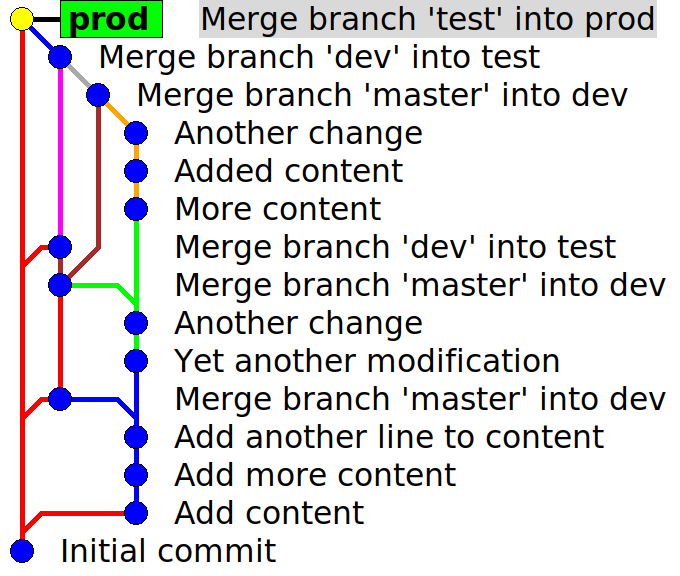 prod Merge branch 'test' into prod
Merge branch 'dev' into test
Merge branch 'master' into dev
Another change
Added content
More content
Merge branch 'dev' into test
Merge branch 'master' into dev
Another change
Yet another modification
Merge branch 'master' into dev
Add another line to content
Add more content
Add content
Initial commit